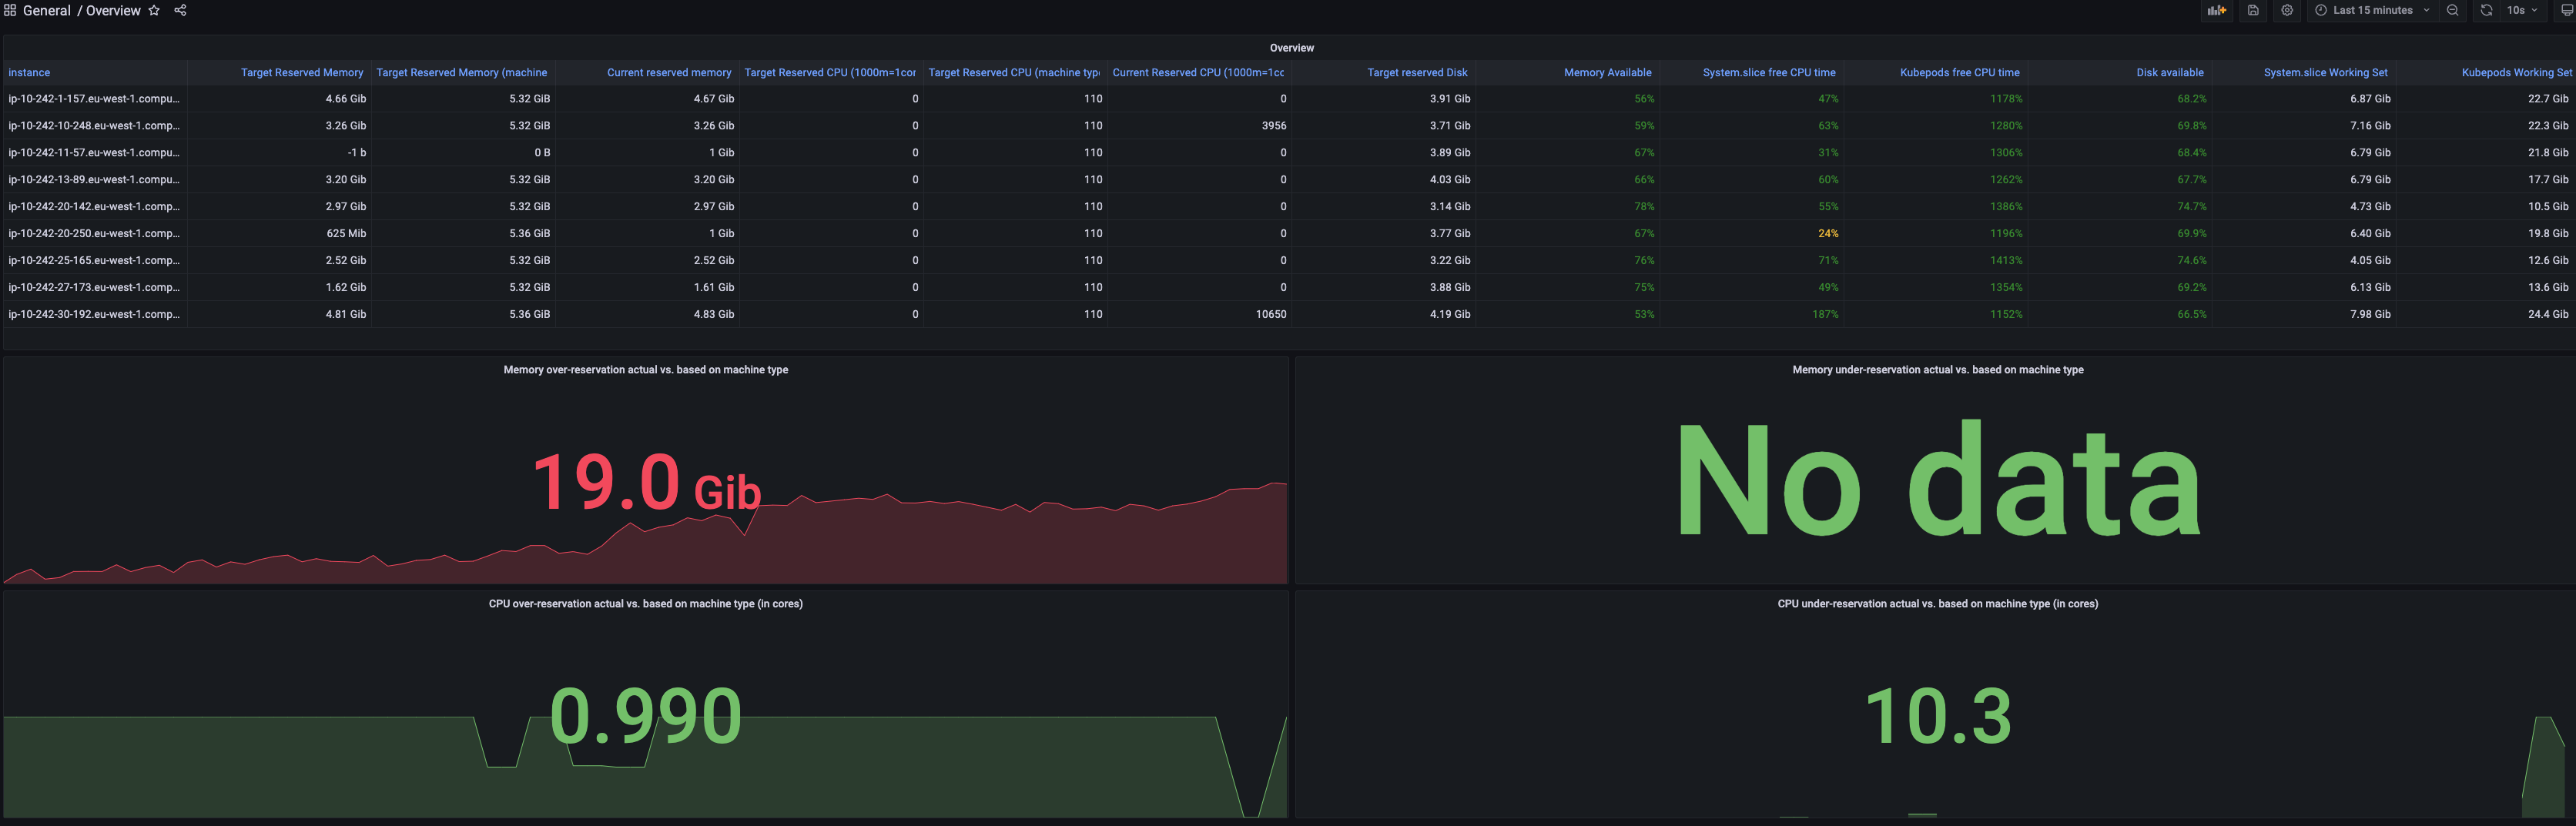 General / Overview
Last 15 minutes
10s
Overview
instance Target Reserved Memory Target Reserved Memory (machine Current reserved memory Target Reserved CPU (1000m=1cor Target Reserved CPU (machine typ Current Reserved CPU (1000m=1cc Target reserved Disk Memory Available System.slice free CPU time Kubepods free CPU time Disk available System.slice Working Set Kubepods Working Set
ip-10-242-1-157.eu-west-1.compu... 4.66 Gib 5.32 GiB 4.67 Gib 0 110 0 3.91 Gib 56% 47% 1178% 68.2% 6.87 Gib 22.7 Gib
ip-10-242-10-248.eu-west-1.comp... 3.26 Gib 5.32 GiB 3.26 Gib 0 110 3956 3.71 Gib 59% 63% 1280% 69.8% 7.16 Gib 22.3 Gib
ip-10-242-11-57.eu-west-1.compu... -1 b 0 B 1 Gib 0 110 0 3.89 Gib 67% 31% 1306% 68.4% 6.79 Gib 21.8 Gib
ip-10-242-13-89.eu-west-1.compu... 3.20 Gib 5.32 GiB 3.20 Gib 0 110 0 4.03 Gib 66% 60% 1262% 67.7% 6.79 Gib 17.7 Gib
ip-10-242-20-142.eu-west-1.comp... 2.97 Gib 5.32 GiB 2.97 Gib 0 110 0 3.14 Gib 78% 55% 1386% 74.7% 4.73 Gib 10.5 Gib
ip-10-242-20-250.eu-west-1.comp... 625 Mib 5.36 GiB 1 Gib 0 110 0 3.77 Gib 67% 24% 1196% 69.9% 6.40 Gib 19.8 Gib
ip-10-242-25-165.eu-west-1.comp... 2.52 Gib 5.32 GiB 2.52 Gib 0 110 0 3.22 Gib 76% 71% 1413% 74.6% 4.05 Gib 12.6 Gib
ip-10-242-27-173.eu-west-1.comp... 1.62 Gib 5.32 GiB 1.61 Gib 0 110 0 3.88 Gib 75% 49% 1354% 69.2% 6.13 Gib 13.6 Gib
ip-10-242-30-192.eu-west-1.comp... 4.81 Gib 5.36 GiB 4.83 Gib 0 110 10650 4.19 Gib 53% 187% 1152% 66.5% 7.98 Gib 24.4 Gib
Memory over-reservation actual vs. based on machine type
19.0 Gib
Memory under-reservation actual vs. based on machine type
No data
CPU over-reservation actual vs. based on machine type (in cores)
0.990
CPU under-reservation actual vs. based on machine type (in cores)
10.3